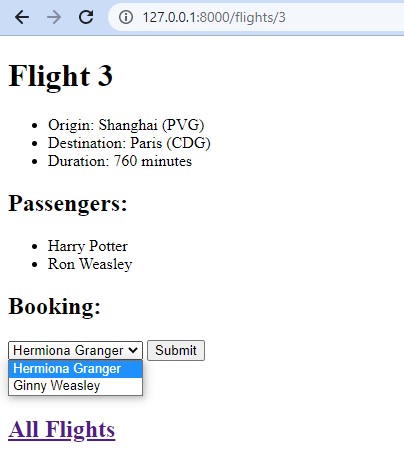 127.0.0.1:8000/flights/3
Flight 3
Origin: Shanghai (PVG)
Destination: Paris (CDG)
Duration: 760 minutes
Passengers:
Harry Potter
Ron Weasley
Booking:
Hermiona Granger Submit
Hermiona Granger
Ginny Weasley
All Flights